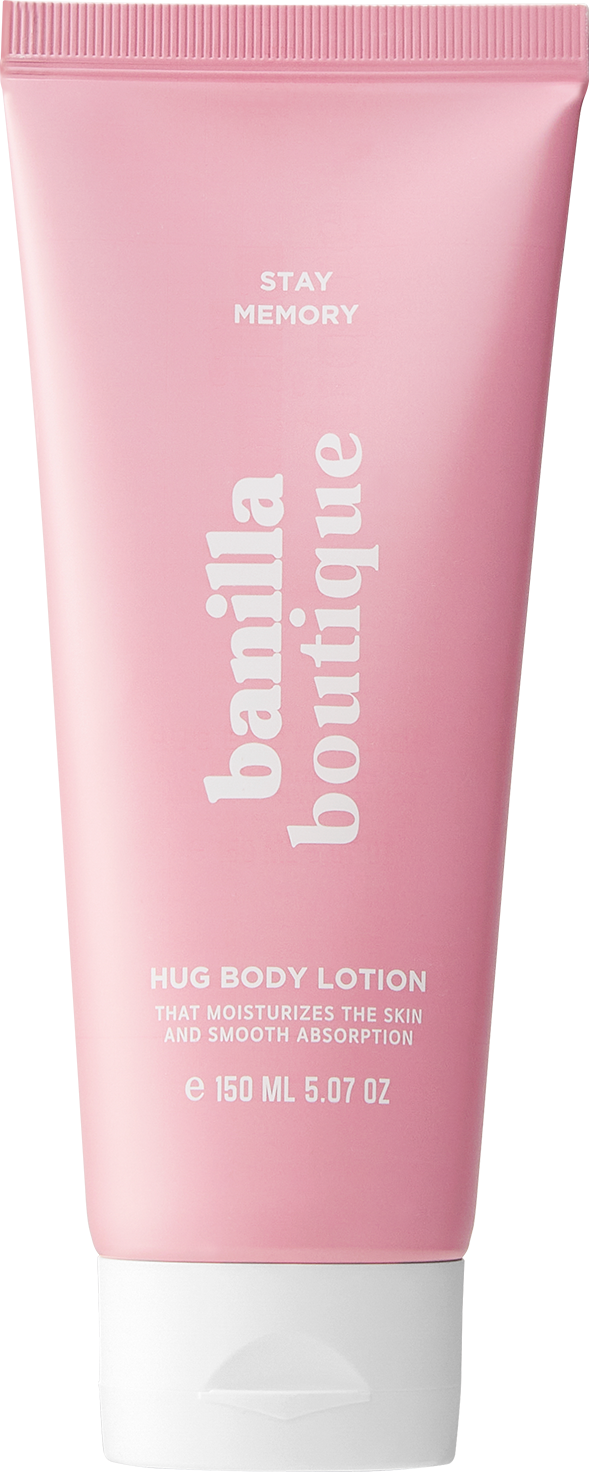 STAY
MEMORY
banilla
boutique
HUG BODY LOTION
THAT MOISTURIZES THE SKIN
AND SMOOTH ABSORPTION
℮ 150 ML 5.07 OZ